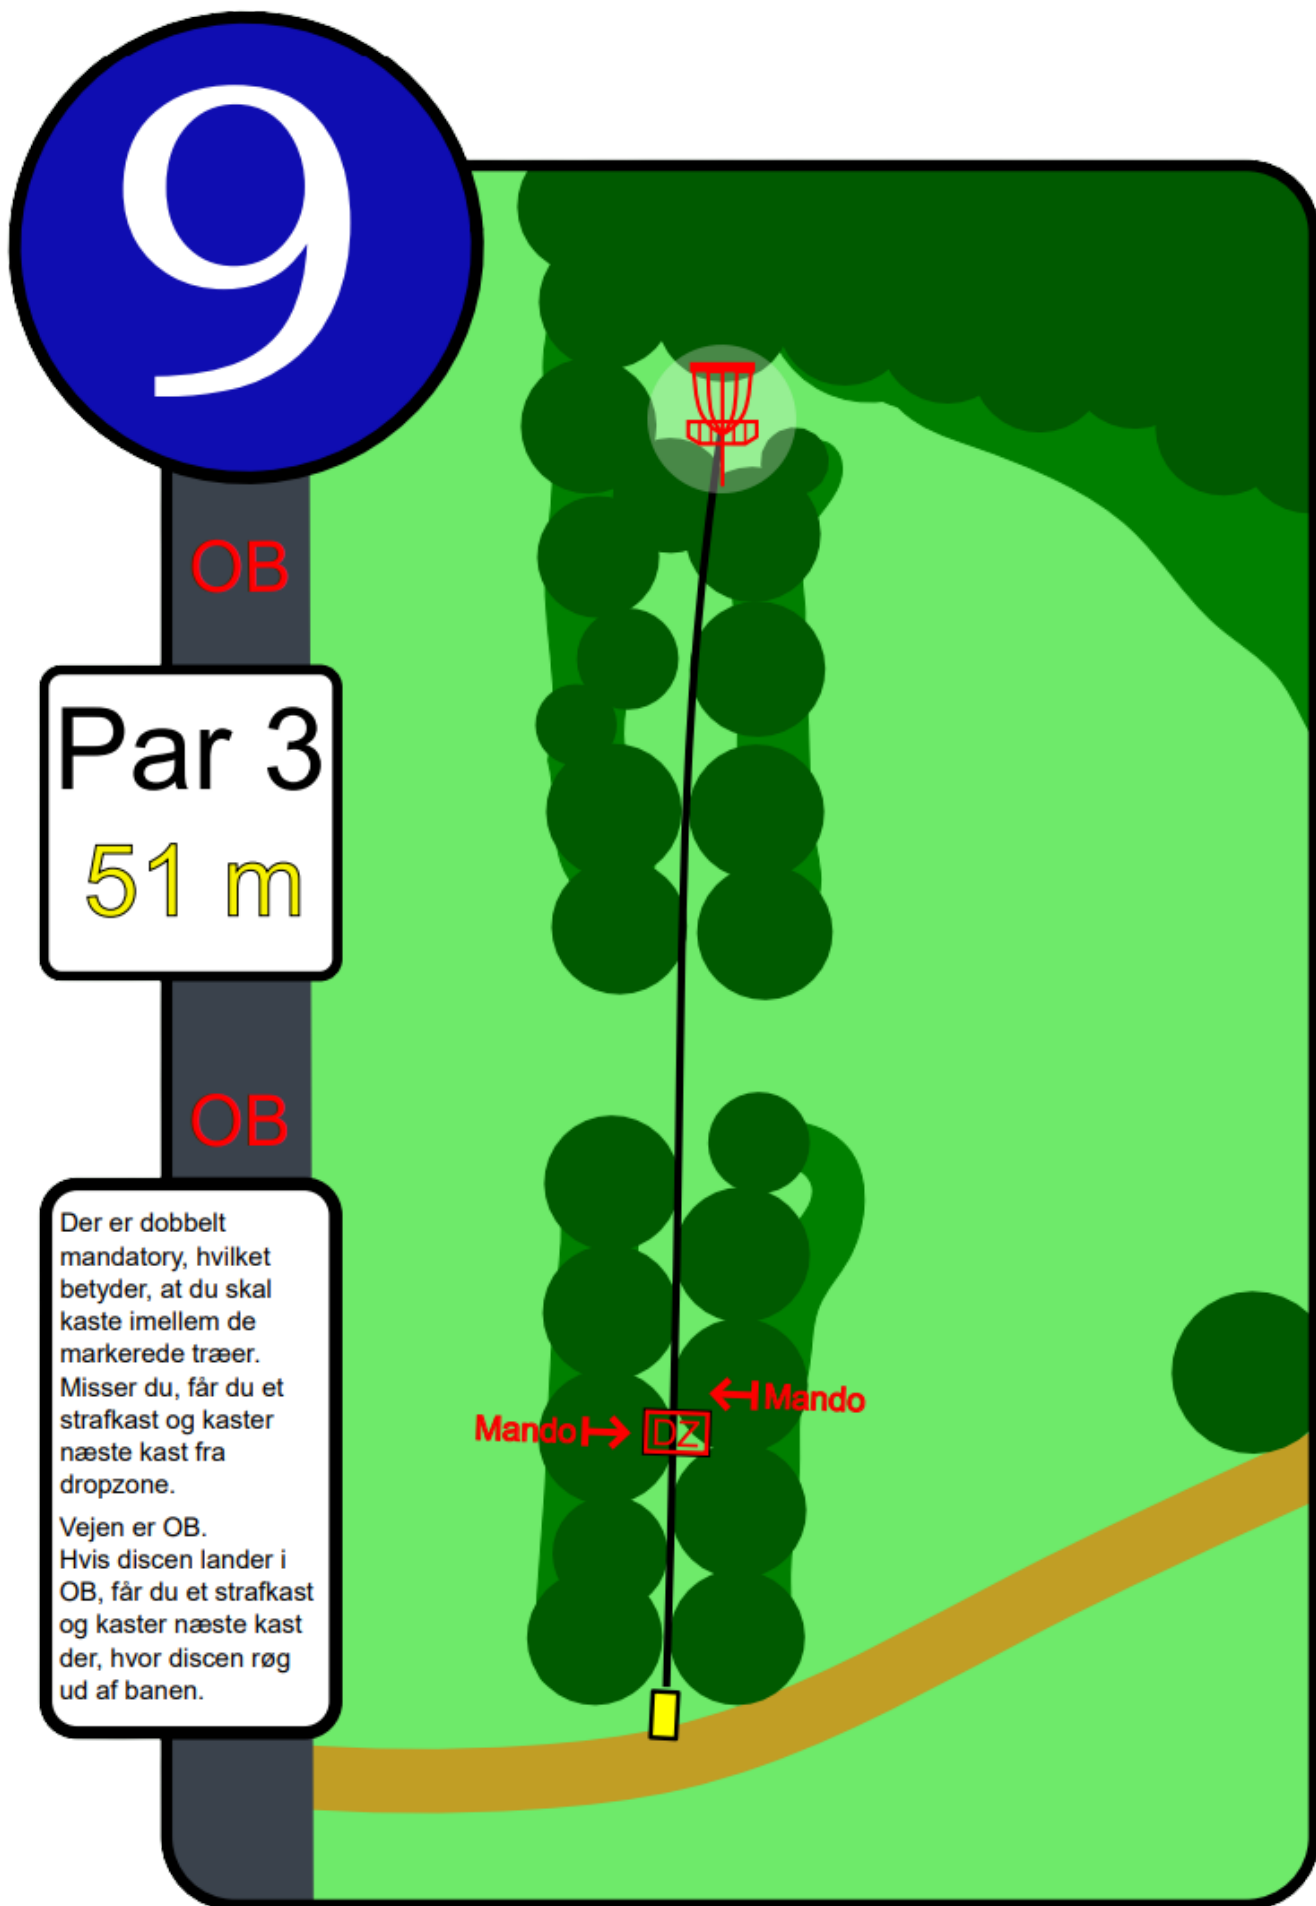 9
OB
Par 3
51 m
OB
Der er dobbelt
mandatory, hvilket
betyder, at du skal
kaste imellem de
markerede træer.
Misser du, får du et
strafkast og kaster
næste kast fra
dropzone.
Vejen er OB.
Hvis discen lander i
OB, får du et strafkast
og kaster næste kast
der, hvor discen røg
ud af banen.
Mando
Mando
DZ